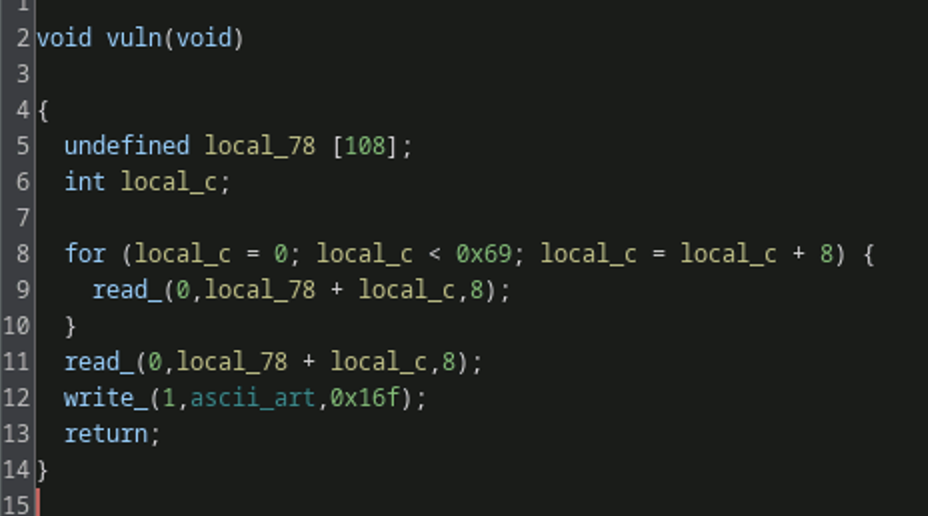 1
2 void vuln(void)
3
4 {
5   undefined local_78 [108];
6   int local_c;
7
8   for (local_c = 0; local_c < 0x69; local_c = local_c + 8) {
9     read_(0,local_78 + local_c,8);
10   }
11   read_(0,local_78 + local_c,8);
12   write_(1,ascii_art,0x16f);
13   return;
14 }
15